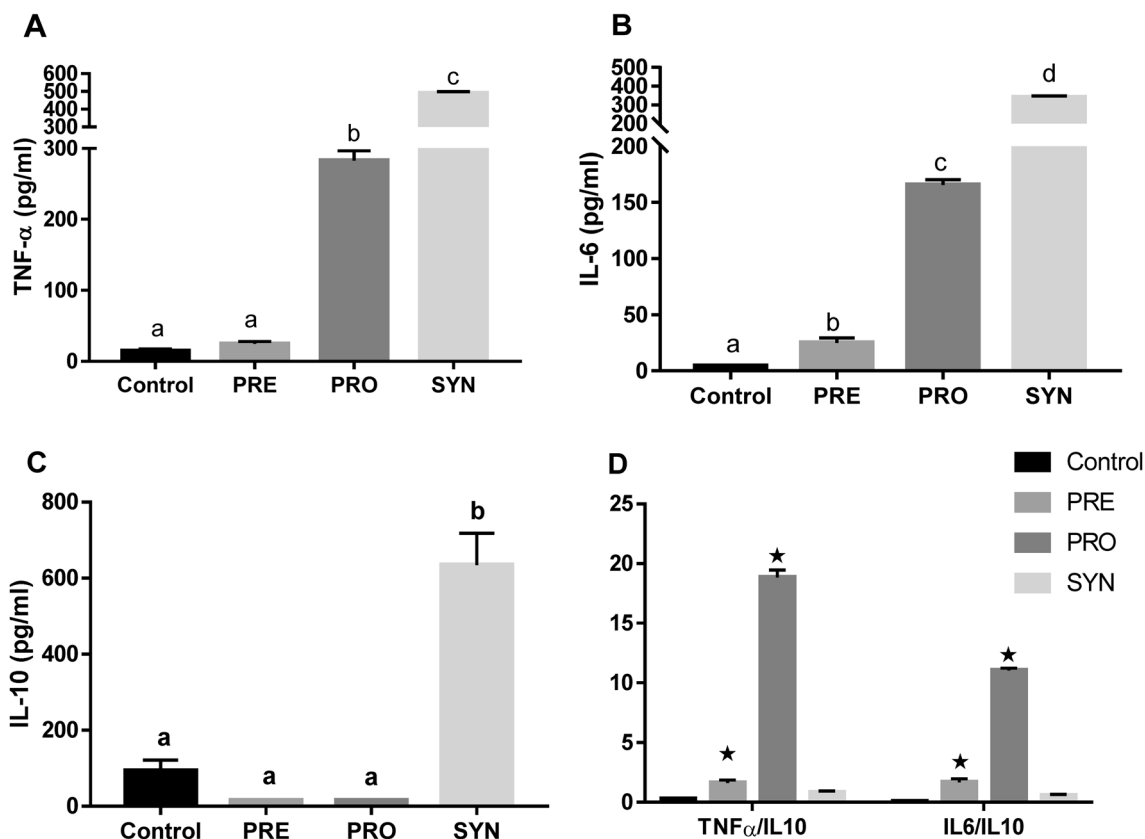 A
TNF-α (pg/ml)
600
500
400
300
300
200
100
0
a
a
b
c
Control PRE PRO SYN
B
IL-6 (pg/ml)
500
400
300
200
200
150
100
50
0
a
b
c
d
Control PRE PRO SYN
C
IL-10 (pg/ml)
800
600
400
200
0
a
a
a
b
Control PRE PRO SYN
D
Control
PRE
PRO
SYN
25
20
15
10
5
0
★
★
★
★
TNFα/IL10 IL6/IL10